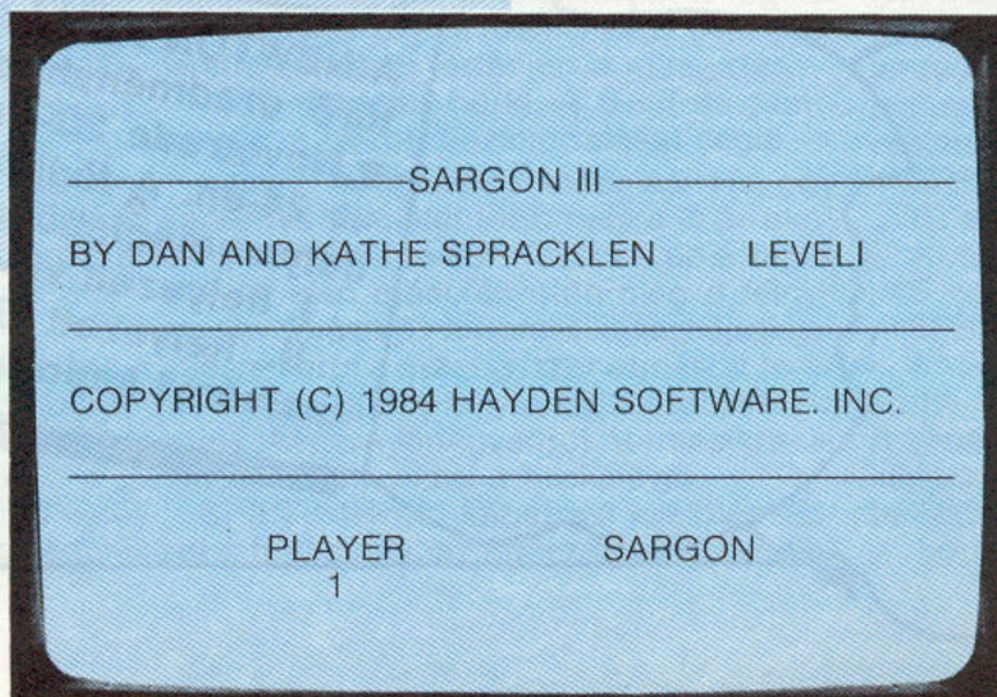 SARGON III
BY DAN AND KATHE SPRACKLEN LEVELI
COPYRIGHT (C) 1984 HAYDEN SOFTWARE. INC.
PLAYER SARGON
1